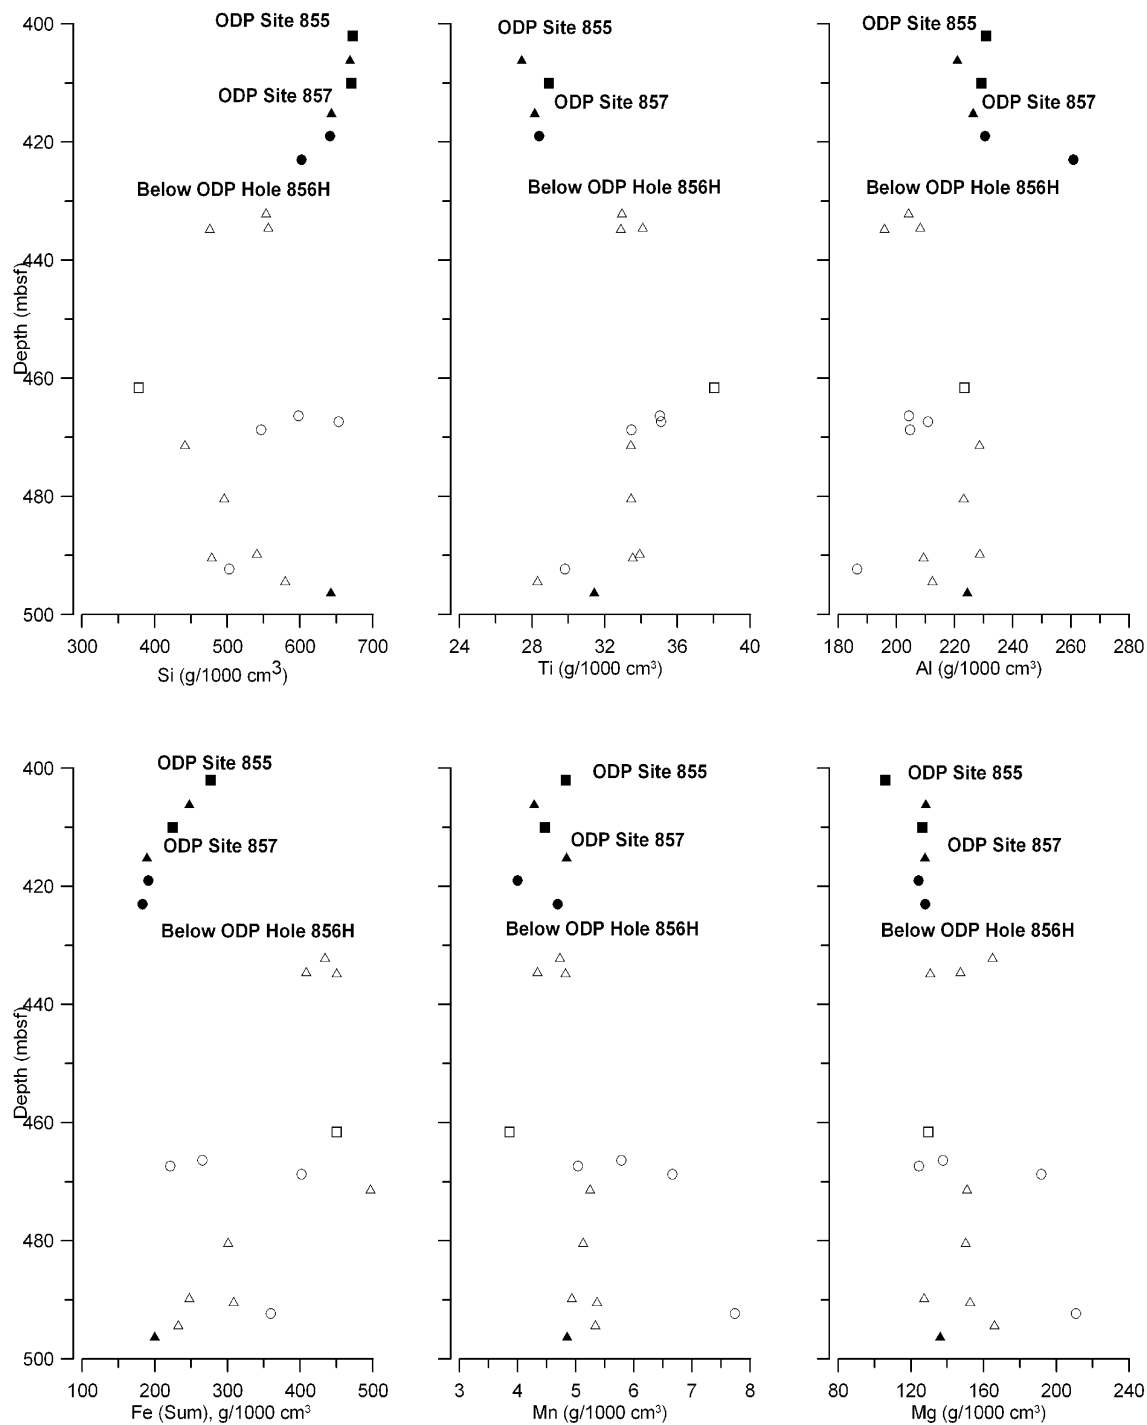 400
420
440
460
480
500
Depth (mbsf)
ODP Site 855
ODP Site 857
Below ODP Hole 856H
300 400 500 600 700
Si (g/1000 cm³)
ODP Site 855
ODP Site 857
Below ODP Hole 856H
24 28 32 36 40
Ti (g/1000 cm³)
ODP Site 855
ODP Site 857
Below ODP Hole 856H
180 200 220 240 260 280
Al (g/1000 cm³)
400
420
440
460
480
500
Depth (mbsf)
ODP Site 855
ODP Site 857
Below ODP Hole 856H
100 200 300 400 500
Fe (Sum), g/1000 cm³
ODP Site 855
ODP Site 857
Below ODP Hole 856H
3 4 5 6 7 8
Mn (g/1000 cm³)
ODP Site 855
ODP Site 857
Below ODP Hole 856H
80 120 160 200 240
Mg (g/1000 cm³)